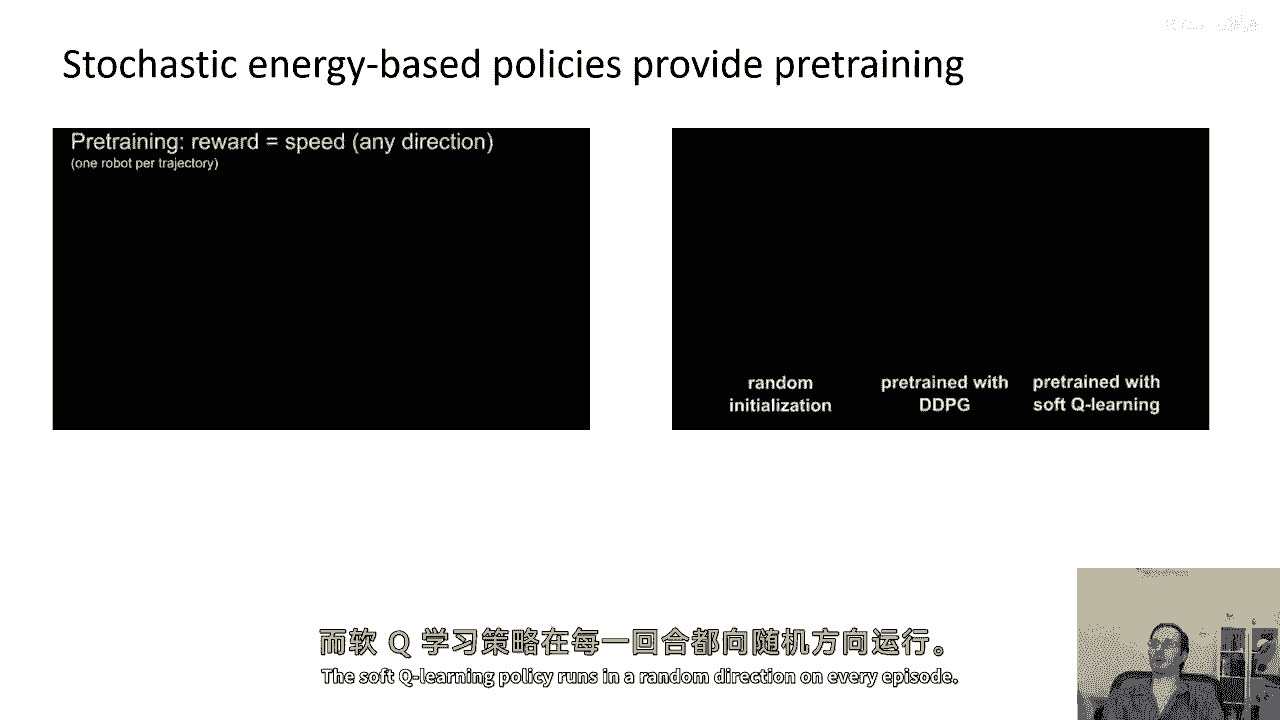 Stochastic energy-based policies provide pretraining
Pretraining: reward = speed (any direction)
(one robot per trajectory)
random
initialization
pretrained with
DDPG
pretrained with
soft Q-learning
而软 Q 学习策略在每一回合都向随机方向运行。
The soft Q-learning policy runs in a random direction on every episode.